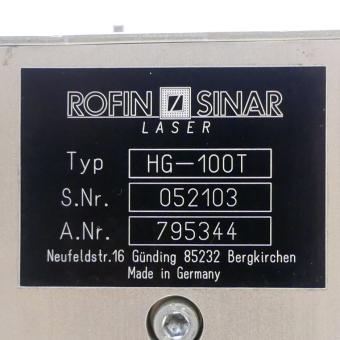 ROFIN SINAR
LASER
Typ HG-100T
S.Nr. 052103
A.Nr. 795344
Neufeldstr.16 Günding 85232 Bergkirchen
Made in Germany